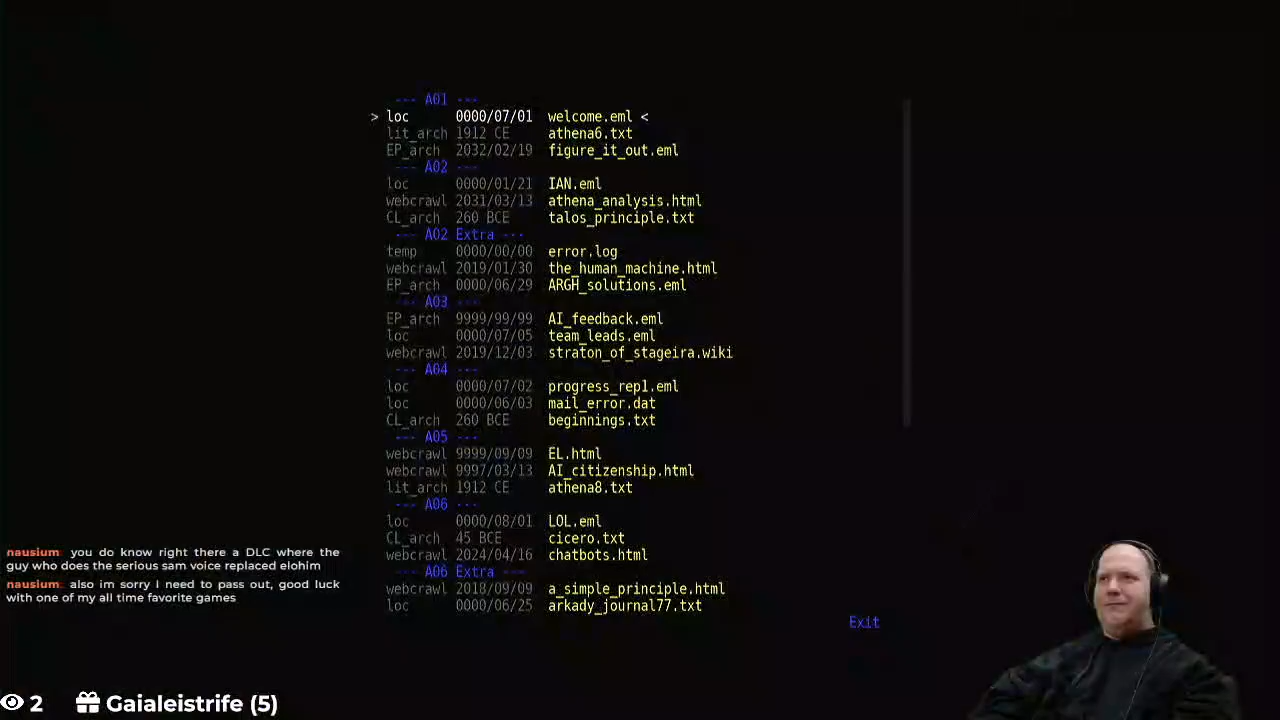 --- A01 ---
> loc 0000/07/01 welcome.eml <
lit_arch 1912 CE athena6.txt
EP_arch 2032/02/19 figure_it_out.eml
--- A02 ---
loc 0000/01/21 IAN.eml
webcrawl 2031/03/13 athena_analysis.html
CL_arch 260 BCE talos_principle.txt
--- A02 Extra ---
temp 0000/00/00 error.log
webcrawl 2019/01/30 the_human_machine.html
EP_arch 0000/06/29 ARGH_solutions.eml
--- A03 ---
EP_arch 9999/99/99 AI_feedback.eml
loc 0000/07/05 team_leads.eml
webcrawl 2019/12/03 straton_of_stageira.wiki
--- A04 ---
loc 0000/07/02 progress_rep1.eml
loc 0000/06/03 mail_error.dat
CL_arch 260 BCE beginnings.txt
--- A05 ---
webcrawl 9999/09/09 EL.html
webcrawl 9997/03/13 AI_citizenship.html
lit_arch 1912 CE athena8.txt
--- A06 ---
loc 0000/08/01 LOL.eml
CL_arch 45 BCE cicero.txt
webcrawl 2024/04/16 chatbots.html
--- A06 Extra ---
webcrawl 2018/09/09 a_simple_principle.html
loc 0000/06/25 arkady_journal77.txt
Exit
nausium: you do know right there a DLC where the
guy who does the serious sam voice replaced elohim
nausium: also im sorry I need to pass out, good luck
with one of my all time favorite games
2 Gaialeistrife (5)